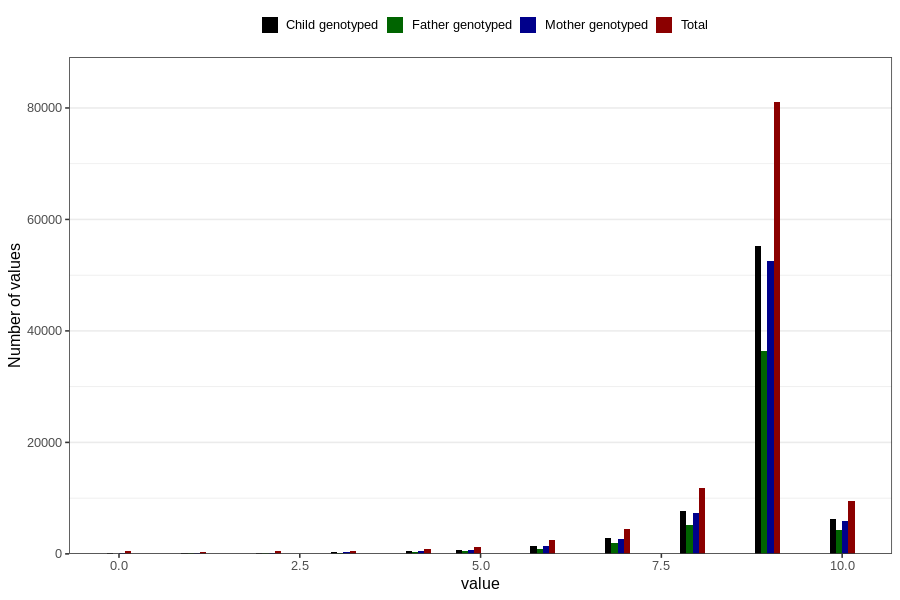 Child genotyped Father genotyped Mother genotyped Total
Number of values
80000
60000
40000
20000
0
0.0 2.5 5.0 7.5 10.0
value